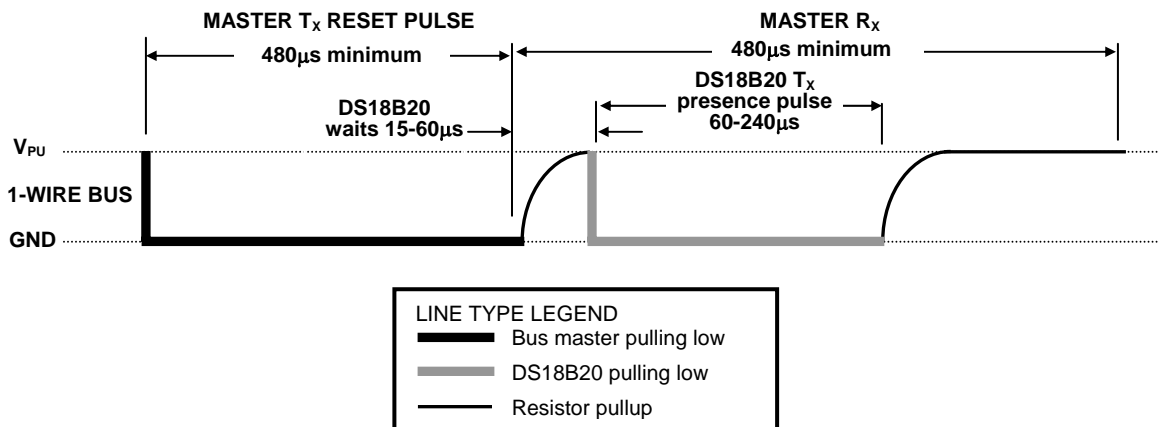 MASTER TX RESET PULSE
480µs minimum
MASTER RX
480µs minimum
DS18B20
waits 15-60µs
DS18B20 TX
presence pulse
60-240µs
VPU
1-WIRE BUS
GND
LINE TYPE LEGEND
Bus master pulling low
DS18B20 pulling low
Resistor pullup